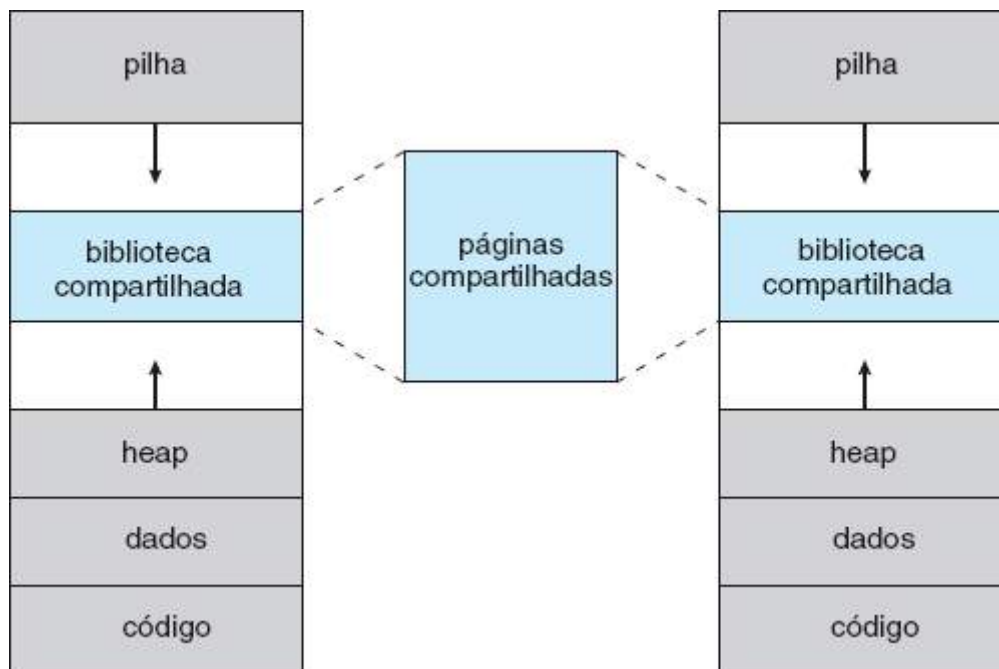 pilha
biblioteca
compartilhada
heap
dados
código
páginas
compartilhadas
pilha
biblioteca
compartilhada
heap
dados
código